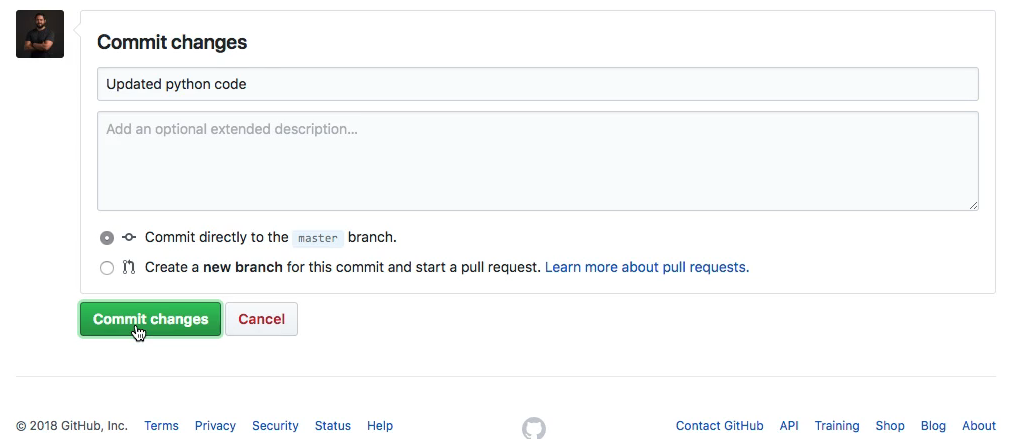 Commit changes
Updated python code
Add an optional extended description...
Commit directly to the master branch.
Create a new branch for this commit and start a pull request. Learn more about pull requests.
Commit changes Cancel
© 2018 GitHub, Inc. Terms Privacy Security Status Help Contact GitHub API Training Shop Blog About